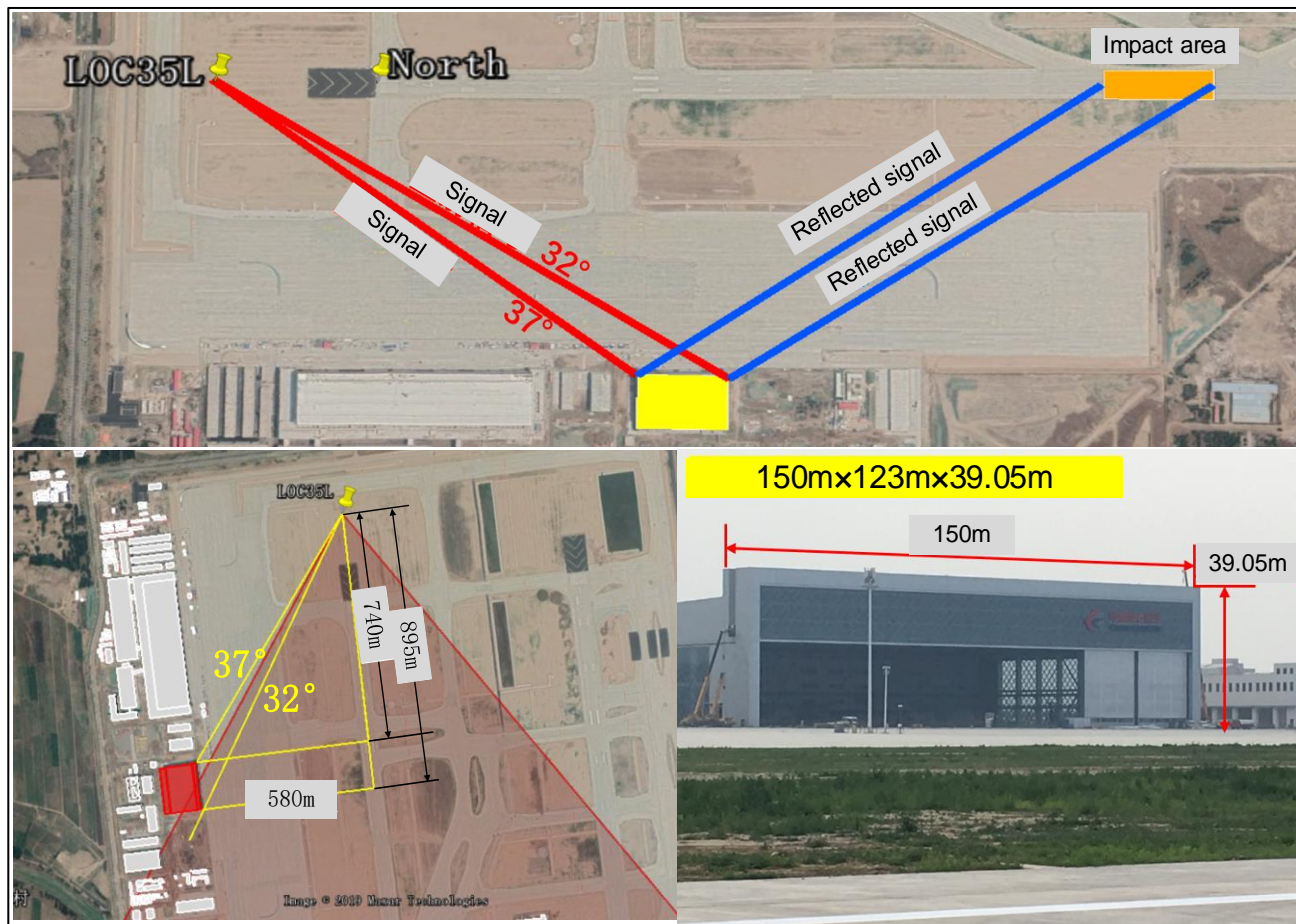 Impact area
LOC35L
North
Signal
Signal
32°
37°
Reflected signal
Reflected signal
LOC35L
37°
32°
740m
895m
580m
村
Image © 2019 Maxar Technologies
150m×123m×39.05m
150m
39.05m